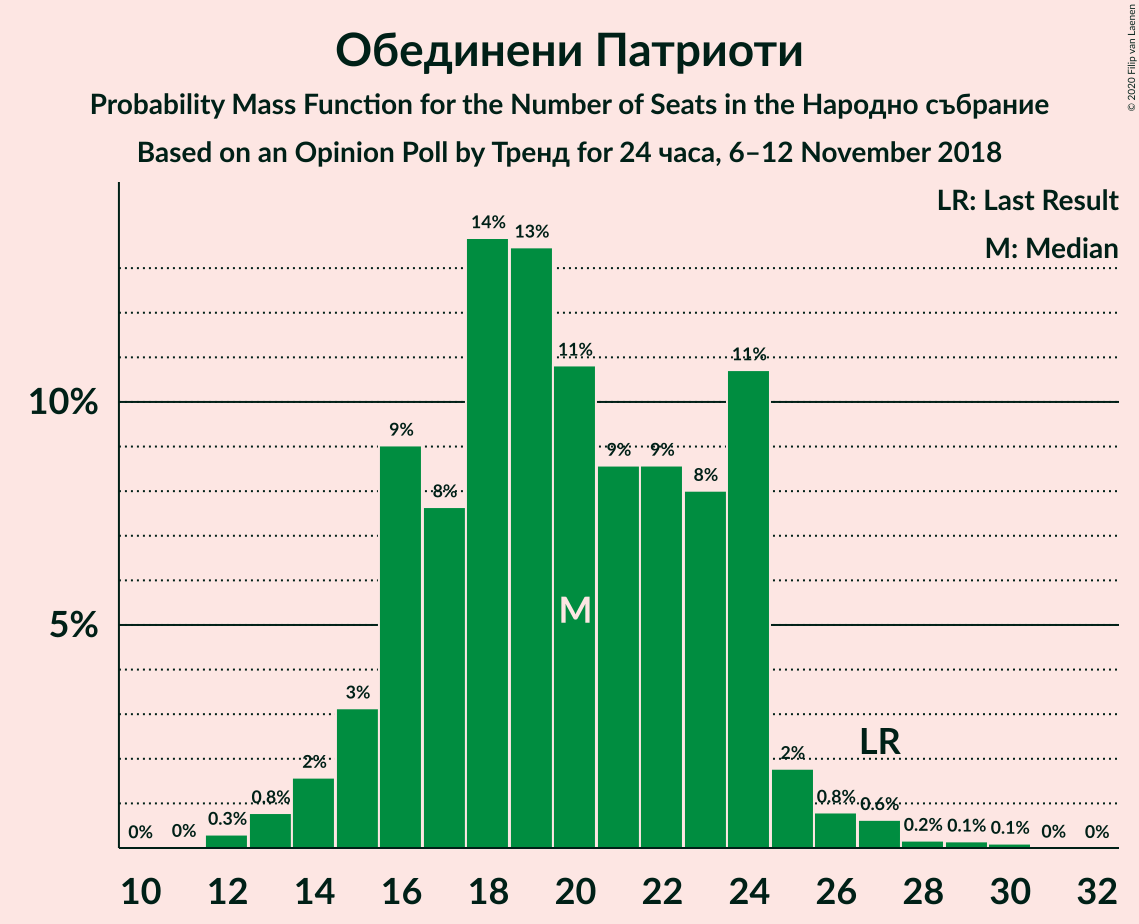 Обединени Патриоти
Probability Mass Function for the Number of Seats in the Народно събрание
Based on an Opinion Poll by Тренд for 24 часа, 6–12 November 2018
© 2020 Filip van Laenen
LR: Last Result
M: Median
10%
5%
0%
0%
0.3%
0.8%
2%
3%
9%
8%
14%
13%
11%
9%
9%
8%
11%
2%
0.8%
0.6%
0.2%
0.1%
0.1%
0%
0%
M
LR
10 12 14 16 18 20 22 24 26 28 30 32